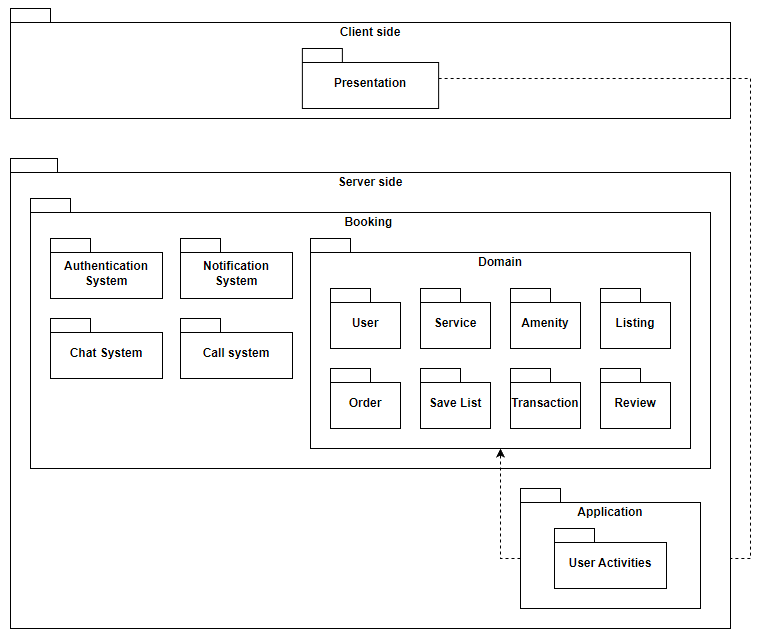 Client side
Presentation
Server side
Booking
Authentication
System
Notification
System
Domain
User
Service
Amenity
Listing
Chat System
Call system
Order
Save List
Transaction
Review
Application
User Activities